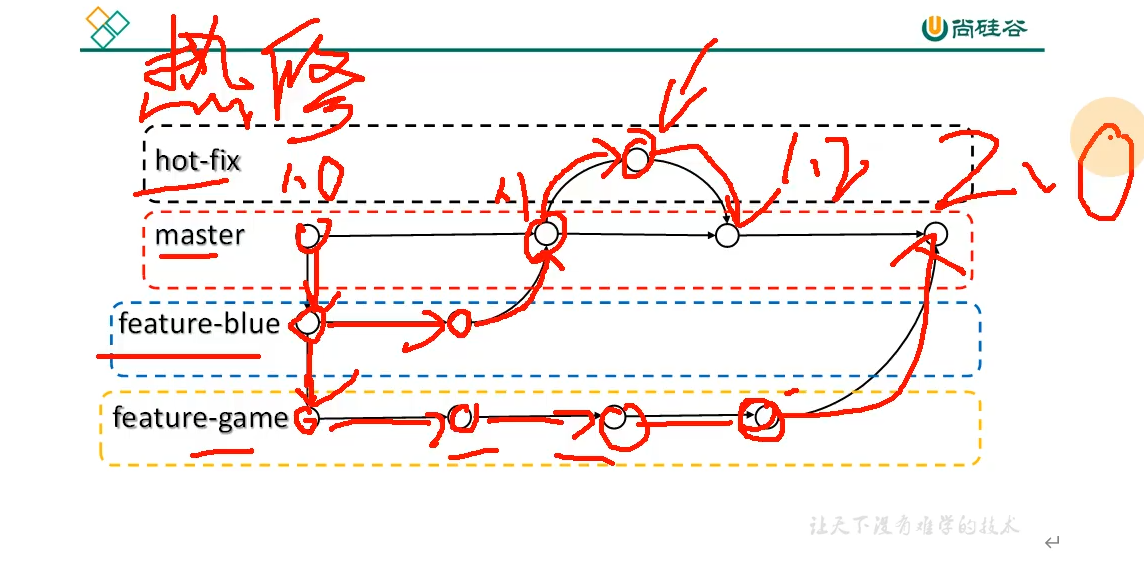 尚硅谷
热修
hot-fix
1.0
1.1
1.2
2.0
master
feature-blue
feature-game
让天下没有难学的技术